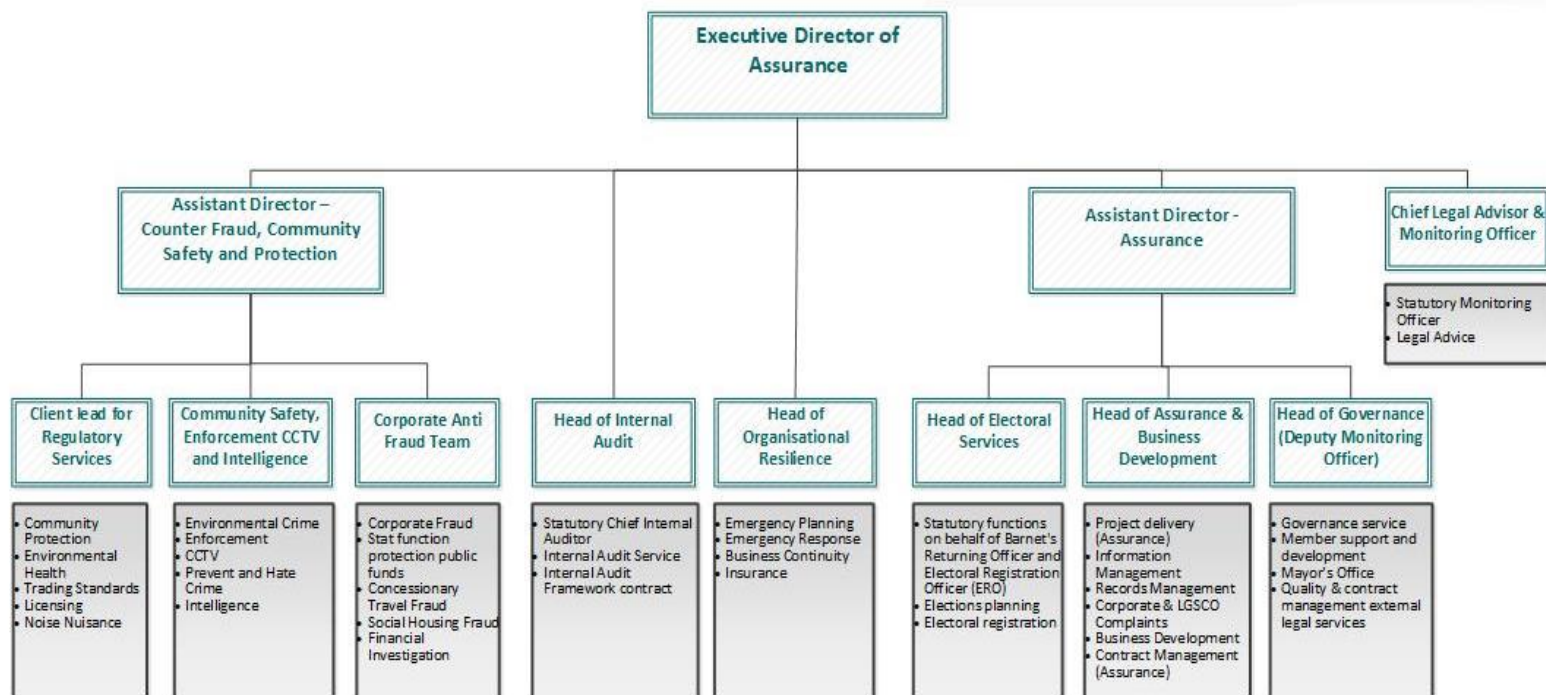 Executive Director of
Assurance
Assistant Director –
Counter Fraud, Community
Safety and Protection
Assistant Director -
Assurance
Chief Legal Advisor &
Monitoring Officer
• Statutory Monitoring
Officer
• Legal Advice
Client lead for
Regulatory
Services
Community Safety,
Enforcement CCTV
and Intelligence
Corporate Anti
Fraud Team
Head of Internal
Audit
Head of
Organisational
Resilience
Head of Electoral
Services
Head of Assurance &
Business
Development
Head of Governance
(Deputy Monitoring
Officer)
• Community
Protection
• Environmental
Health
• Trading Standards
• Licensing
• Noise Nuisance
• Environmental Crime
• Enforcement
• CCTV
• Prevent and Hate
Crime
• Intelligence
• Corporate Fraud
• Stat function
protection public
funds
• Concessionary
Travel Fraud
• Social Housing Fraud
• Financial
Investigation
• Statutory Chief Internal
Auditor
• Internal Audit Service
• Internal Audit
Framework contract
• Emergency Planning
• Emergency Response
• Business Continuity
• Insurance
• Statutory functions
on behalf of Barnet's
Returning Officer and
Electoral Registration
Officer (ERO)
• Elections planning
• Electoral registration
• Project delivery
(Assurance)
• Information
Management
• Records Management
• Corporate & LGSCO
Complaints
• Business Development
• Contract Management
(Assurance)
• Governance service
• Member support and
development
• Mayor's Office
• Quality & contract
management external
legal services